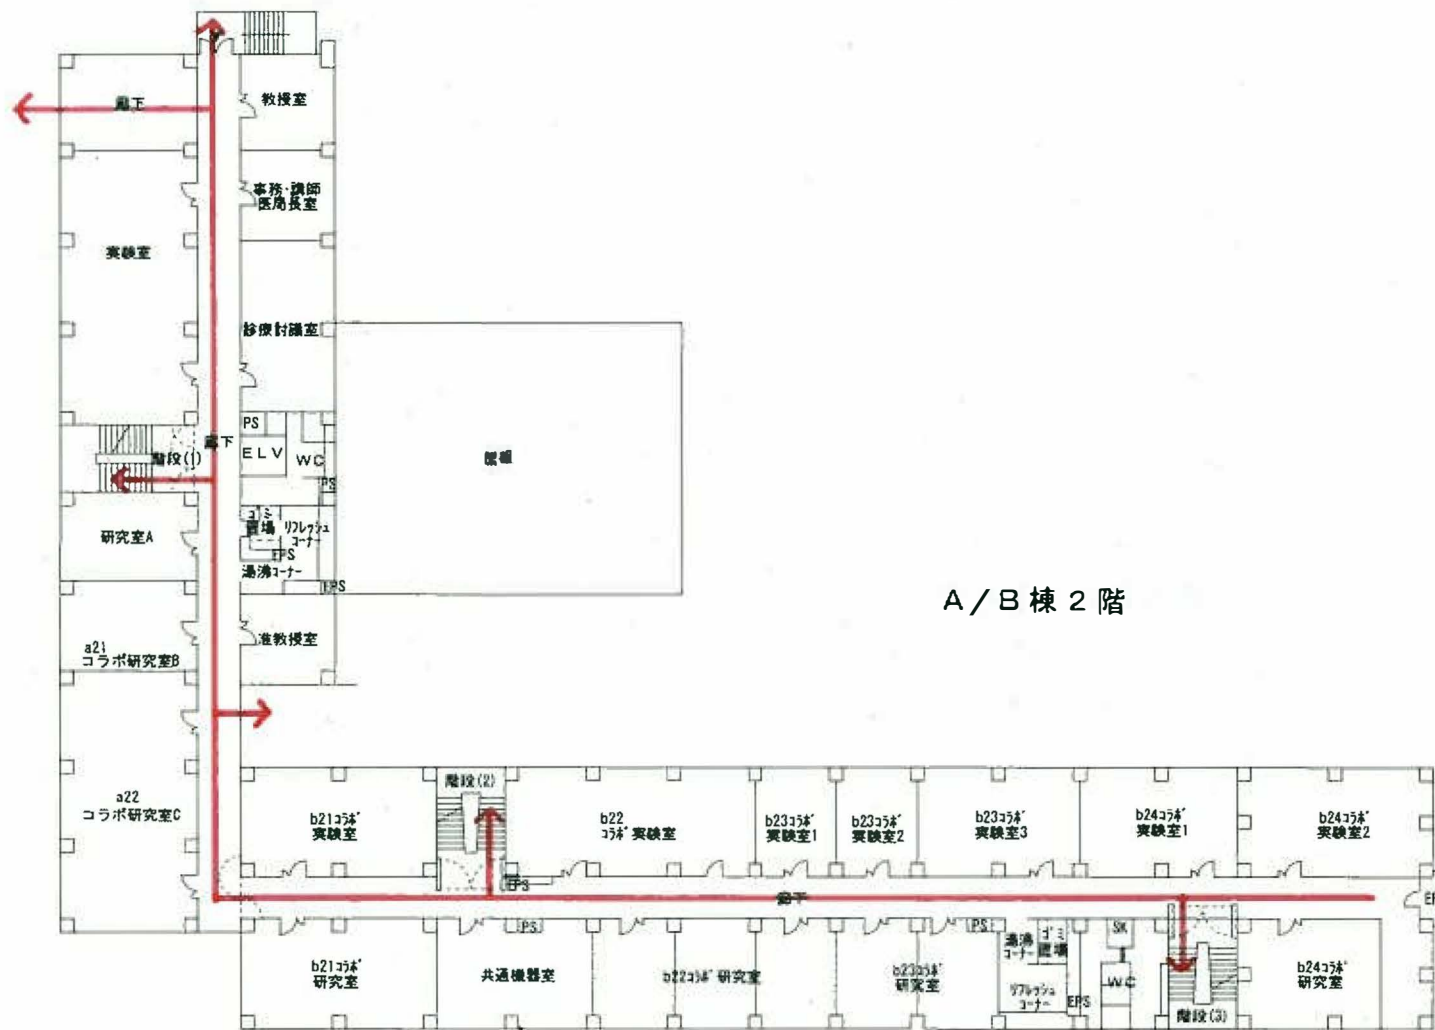 廊下
教授室
事務・講師
医局長室
実験室
診療討議室
PS
廊下
ELV
WC
階段(1)
PS
ゴミ
置場
リフレッシュ
コーナー
研究室A
EPS
湯沸コーナー
EPS
A/B棟2階
准教授室
a21
コラボ研究室B
階段(2)
a22
コラボ研究室C
b21コラボ
実験室
b22
コラボ実験室
b23コラボ
実験室1
b23コラボ
実験室2
b23コラボ
実験室3
b24コラボ
実験室1
b24コラボ
実験室2
EPS
廊下
PS
PS
湯沸
コーナー
ゴミ
置場
SK
b21コラボ
研究室
共通機器室
b22コラボ研究室
b23コラボ
研究室
リフレッシュ
コーナー
EPS
WC
b24コラボ
研究室
階段(3)